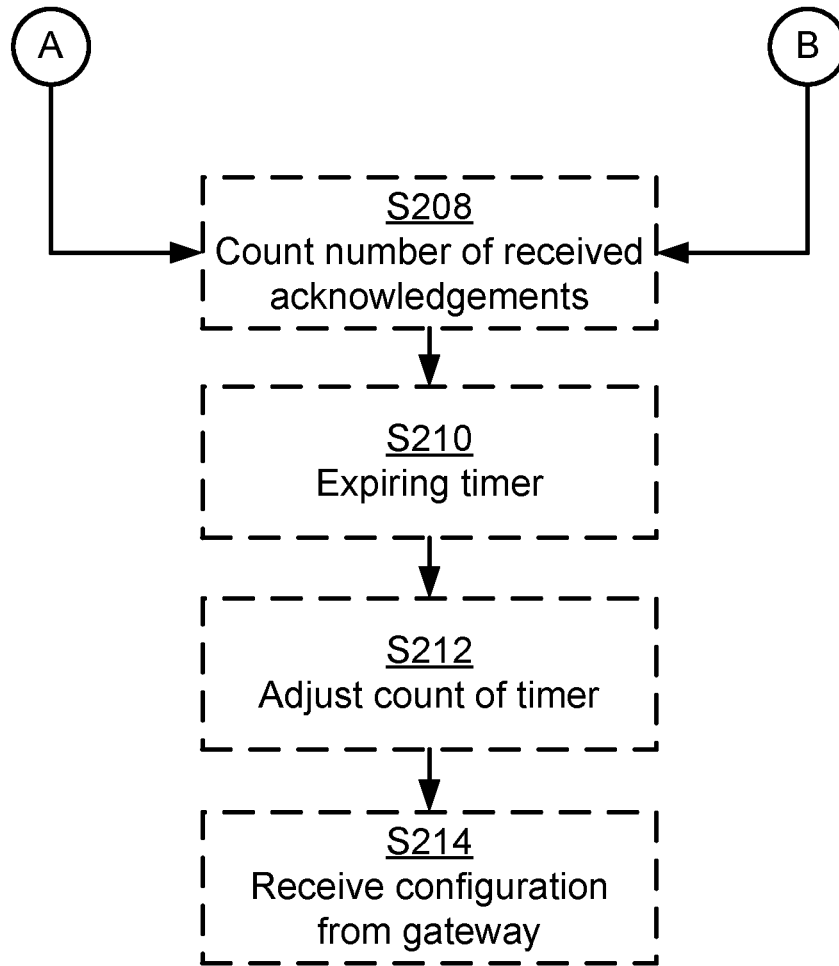 A
B
S208
Count number of received
acknowledgements
S210
Expiring timer
S212
Adjust count of timer
S214
Receive configuration
from gateway